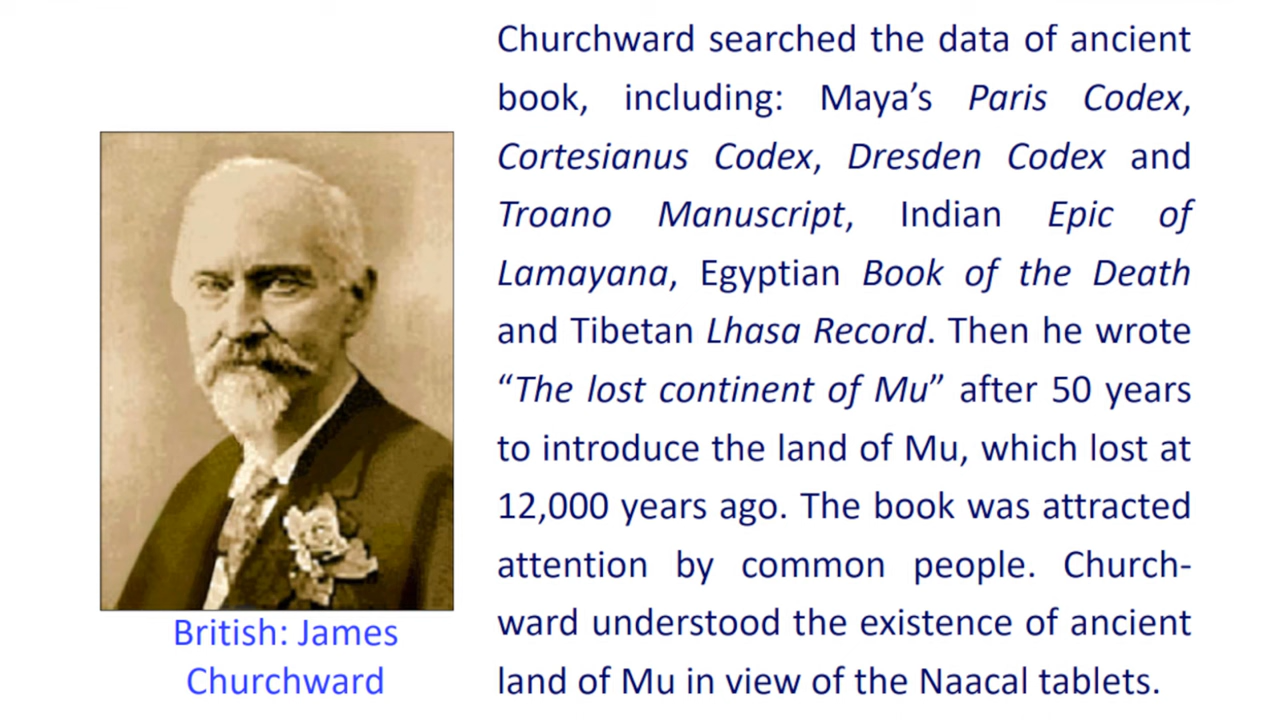 Churchward searched the data of ancient
book, including: Maya's Paris Codex,
Cortesianus Codex, Dresden Codex and
Troano Manuscript, Indian Epic of
Lamayana, Egyptian Book of the Death
and Tibetan Lhasa Record. Then he wrote
“The lost continent of Mu” after 50 years
to introduce the land of Mu, which lost at
12,000 years ago. The book was attracted
attention by common people. Church-
ward understood the existence of ancient
land of Mu in view of the Naacal tablets.
British: James
Churchward